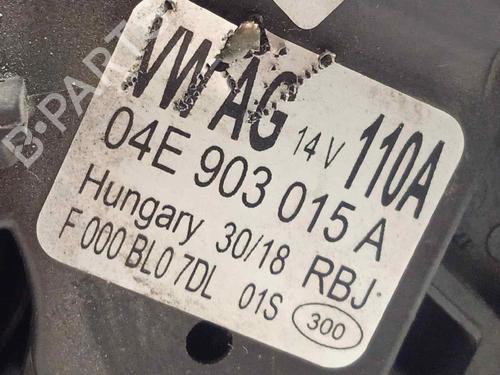 VW AG 14V 110A
04E 903 015 A
Hungary 30/18 RBJ
F 000 BL0 7DL 01S 300
B-PARTS